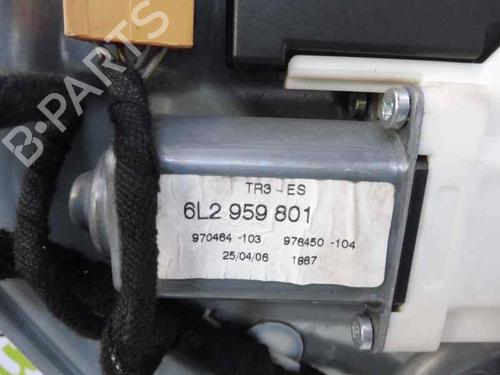 B-PARTS
TR3-ES
6L2 959 801
970464 -103 976450 -104
25/04/06 1867